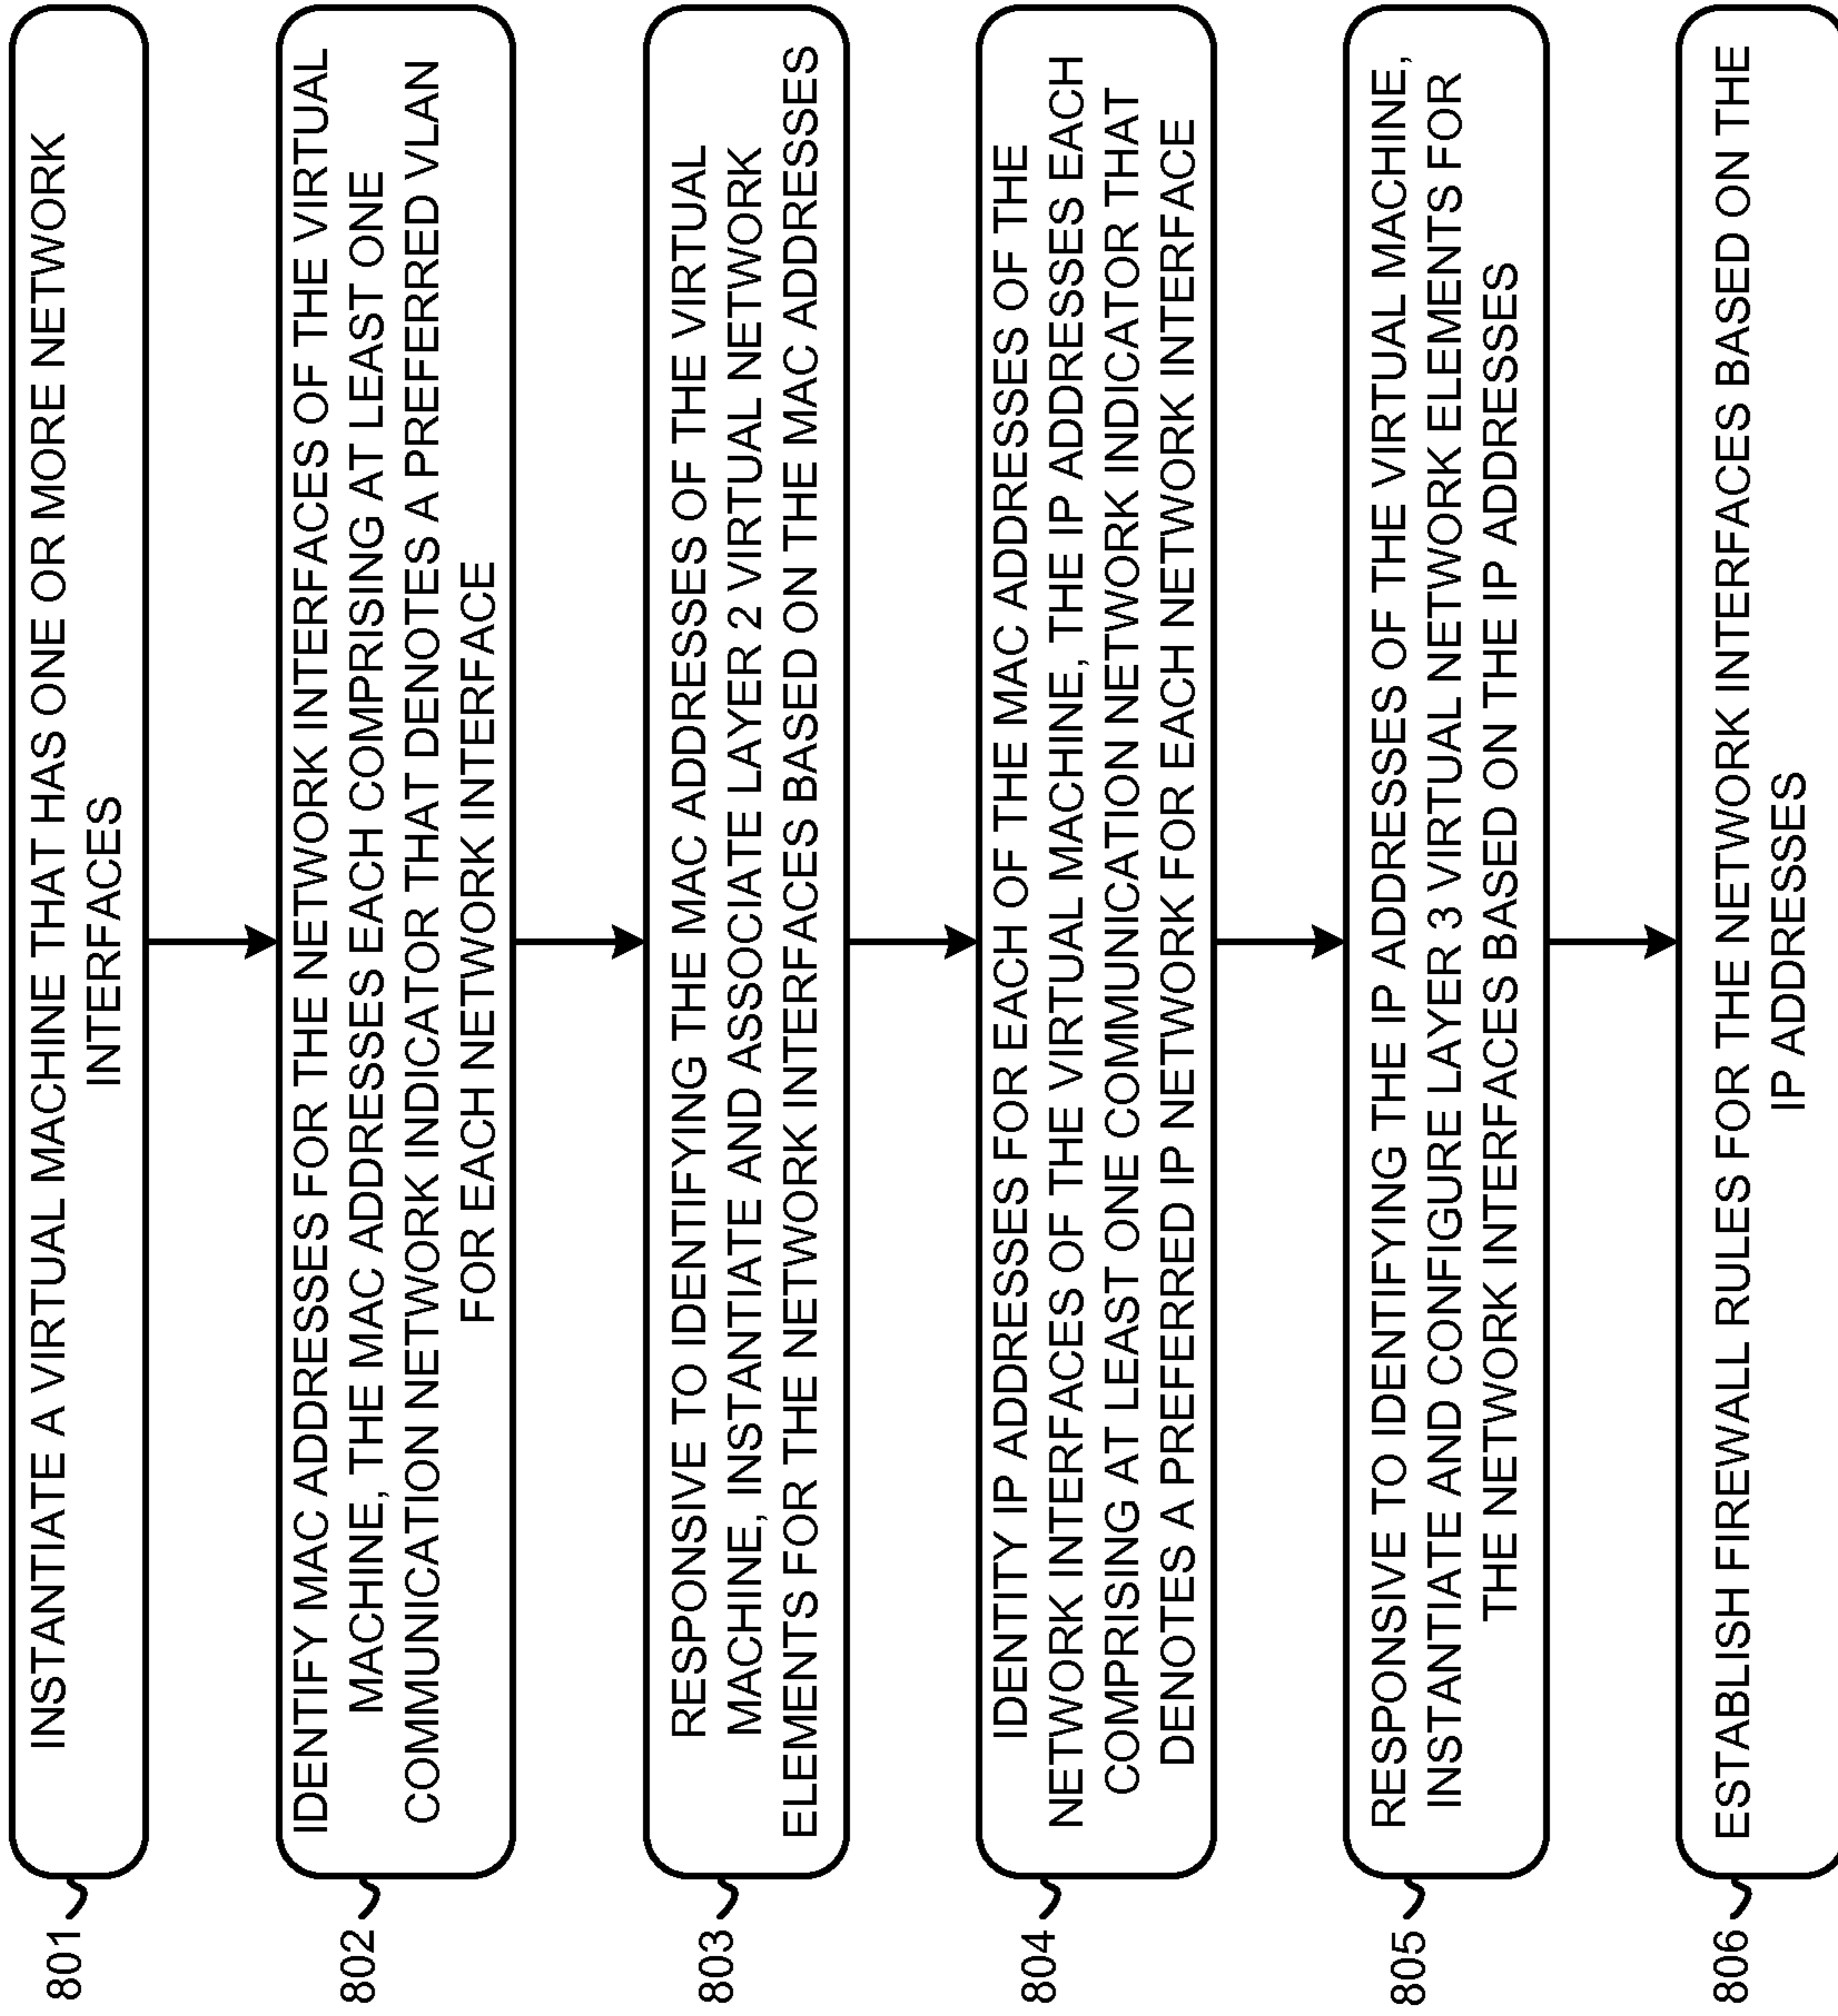 801
INSTANTIATE A VIRTUAL MACHINE THAT HAS ONE OR MORE NETWORK
INTERFACES
802
IDENTIFY MAC ADDRESSES FOR THE NETWORK INTERFACES OF THE VIRTUAL
MACHINE, THE MAC ADDRESSES EACH COMPRISING AT LEAST ONE
COMMUNICATION NETWORK INDICATOR THAT DENOTES A PREFERRED VLAN
FOR EACH NETWORK INTERFACE
803
RESPONSIVE TO IDENTIFYING THE MAC ADDRESSES OF THE VIRTUAL
MACHINE, INSTANTIATE AND ASSOCIATE LAYER 2 VIRTUAL NETWORK
ELEMENTS FOR THE NETWORK INTERFACES BASED ON THE MAC ADDRESSES
804
IDENTITY IP ADDRESSES FOR EACH OF THE MAC ADDRESSES OF THE
NETWORK INTERFACES OF THE VIRTUAL MACHINE, THE IP ADDRESSES EACH
COMPRISING AT LEAST ONE COMMUNICATION NETWORK INDICATOR THAT
DENOTES A PREFERRED IP NETWORK FOR EACH NETWORK INTERFACE
805
RESPONSIVE TO IDENTIFYING THE IP ADDRESSES OF THE VIRTUAL MACHINE,
INSTANTIATE AND CONFIGURE LAYER 3 VIRTUAL NETWORK ELEMENTS FOR
THE NETWORK INTERFACES BASED ON THE IP ADDRESSES
806
ESTABLISH FIREWALL RULES FOR THE NETWORK INTERFACES BASED ON THE
IP ADDRESSES